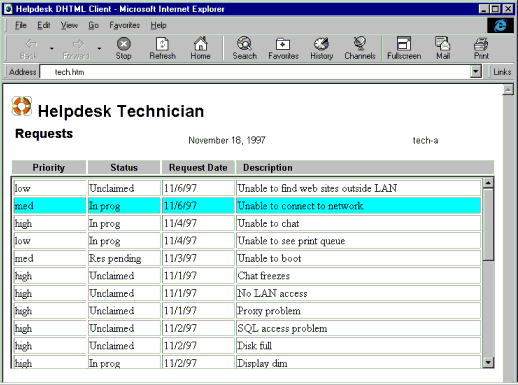 Helpdesk DHTML Client - Microsoft Internet Explorer
File Edit View Go Favorites Help
Back Forward Stop Refresh Home Search Favorites History Channels Fullscreen Mail Print
Address tech.htm Links
Helpdesk Technician
Requests
November 18, 1997 tech-a
Priority Status Request Date Description
low Unclaimed 11/6/97 Unable to find web sites outside LAN
med In prog 11/6/97 Unable to connect to network
high In prog 11/4/97 Unable to chat
low In prog 11/4/97 Unable to see print queue
med Res pending 11/3/97 Unable to boot
high Unclaimed 11/1/97 Chat freezes
high Unclaimed 11/1/97 No LAN access
high Unclaimed 11/1/97 Proxy problem
high Unclaimed 11/2/97 SQL access problem
high Unclaimed 11/2/97 Disk full
high In prog 11/2/97 Display dim